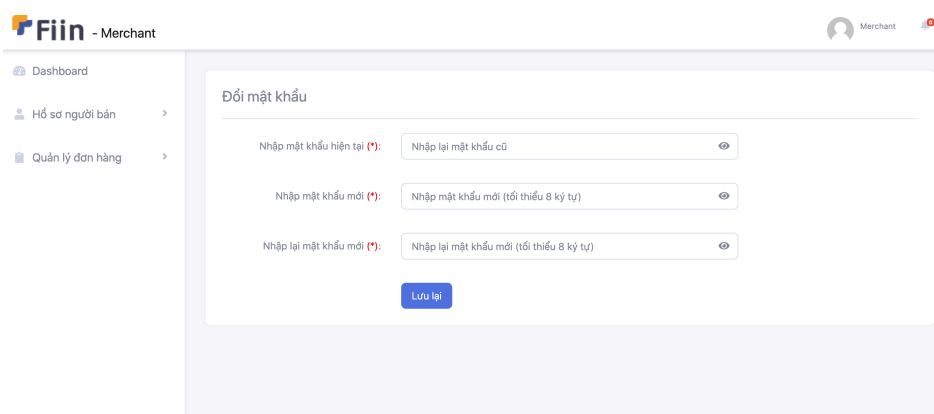 Fiin - Merchant
Merchant
0
Dashboard
Hồ sơ người bán
Quản lý đơn hàng
Đổi mật khẩu
Nhập mật khẩu hiện tại (*):
Nhập lại mật khẩu cũ
Nhập mật khẩu mới (*):
Nhập mật khẩu mới (tối thiểu 8 ký tự)
Nhập lại mật khẩu mới (*):
Nhập lại mật khẩu mới (tối thiểu 8 ký tự)
Lưu lại